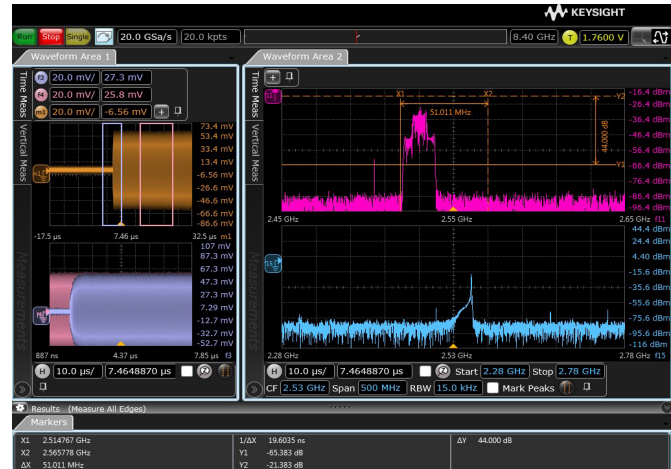 KEYSIGHT
Run Stop Single 20.0 GSa/s 20.0 kpts 8.40 GHz T 1.7600 V
Waveform Area 1
Waveform Area 2
Time Meas
Vertical Meas
Measurements
f3 20.0 mV/ 27.3 mV
f4 20.0 mV/ 25.8 mV
m1 20.0 mV/ -6.56 mV
73.4 mV
53.4 mV
33.4 mV
13.4 mV
-6.56 mV
-26.6 mV
-46.6 mV
-66.6 mV
-86.6 mV
-17.5 µs 7.46 µs 32.5 µs m1
107 mV
87.3 mV
67.3 mV
47.3 mV
27.3 mV
7.29 mV
-12.7 mV
-32.7 mV
-52.7 mV
887 ns 4.37 µs 7.85 µs f3
H 10.0 µs/ 7.4648870 µs
Time Meas
Vertical Meas
Measurements
X1 X2
51.011 MHz
Y2
44.000 dB
Y1
-16.4 dBm
-26.4 dBm
-36.4 dBm
-46.4 dBm
-56.4 dBm
-66.4 dBm
-76.4 dBm
-86.4 dBm
-96.4 dBm
2.45 GHz 2.55 GHz 2.65 GHz f11
44.4 dBm
24.4 dBm
4.40 dBm
-15.6 dBm
-35.6 dBm
-55.6 dBm
-75.6 dBm
-95.6 dBm
-116 dBm
2.28 GHz 2.53 GHz 2.78 GHz f15
H 10.0 µs/ 7.4648870 µs Start 2.28 GHz Stop 2.78 GHz
CF 2.53 GHz Span 500 MHz RBW 15.0 kHz Mark Peaks
Results (Measure All Edges)
Markers
X1 2.514767 GHz 1/ΔX 19.6035 ns ΔY 44.000 dB
X2 2.565778 GHz Y1 -65.383 dB
ΔX 51.011 MHz Y2 -21.383 dB